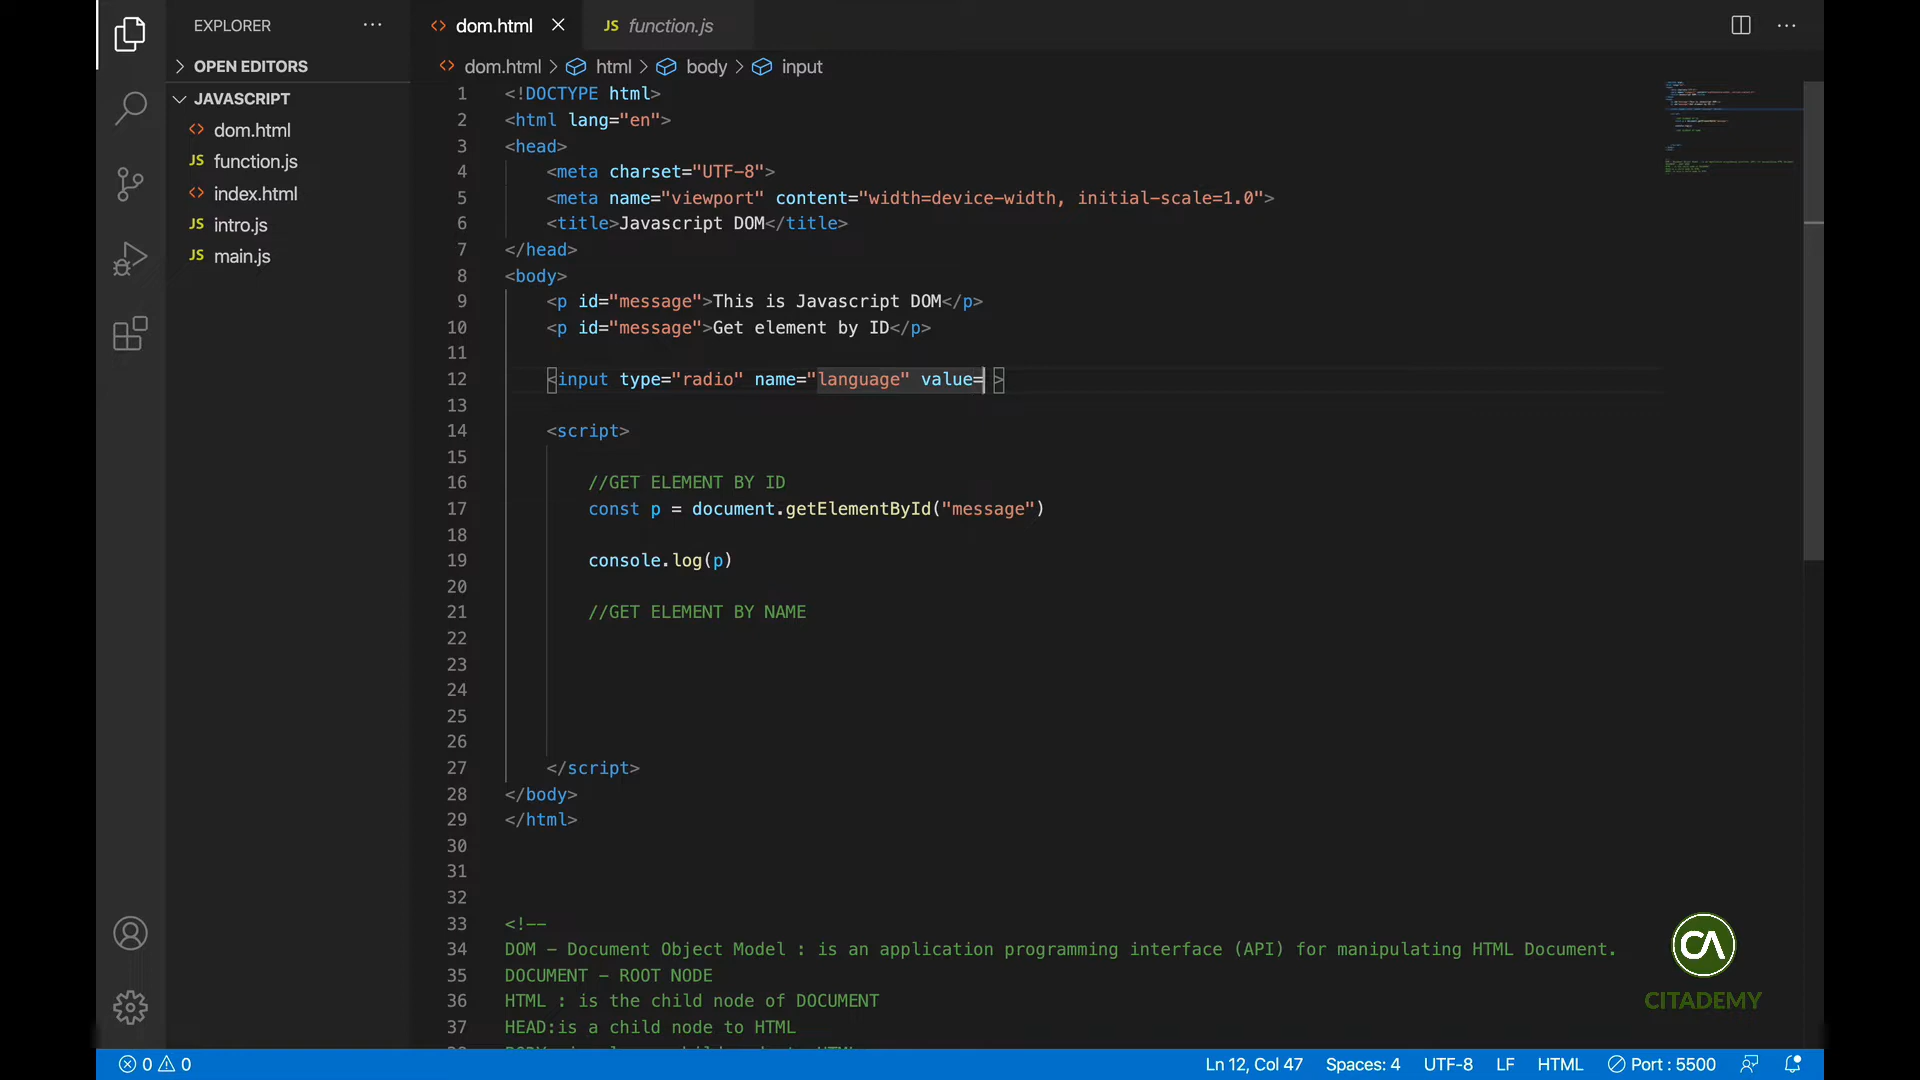 EXPLORER
OPEN EDITORS
JAVASCRIPT
dom.html
JS function.js
index.html
JS intro.js
JS main.js
dom.html
JS function.js
dom.html > html > body > input
1 <!DOCTYPE html>
2 <html lang="en">
3 <head>
4 <meta charset="UTF-8">
5 <meta name="viewport" content="width=device-width, initial-scale=1.0">
6 <title>Javascript DOM</title>
7 </head>
8 <body>
9 <p id="message">This is Javascript DOM</p>
10 <p id="message">Get element by ID</p>
11
12 <input type="radio" name="language" value= >
13
14 <script>
15
16 //GET ELEMENT BY ID
17 const p = document.getElementById("message")
18
19 console.log(p)
20
21 //GET ELEMENT BY NAME
22
23
24
25
26
27 </script>
28 </body>
29 </html>
30
31
32
33 <!--
34 DOM - Document Object Model : is an application programming interface (API) for manipulating HTML Document.
35 DOCUMENT - ROOT NODE
36 HTML : is the child node of DOCUMENT
37 HEAD:is a child node to HTML
CA
CITADEMY
0 0
Ln 12, Col 47
Spaces: 4
UTF-8
LF
HTML
Port : 5500